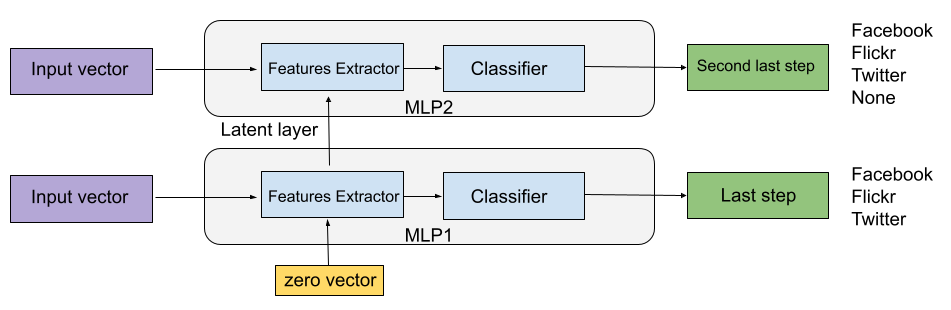 Input vector
Features Extractor
Classifier
Second last step
Facebook
Flickr
Twitter
None
MLP2
Latent layer
Input vector
Features Extractor
Classifier
Last step
Facebook
Flickr
Twitter
MLP1
zero vector